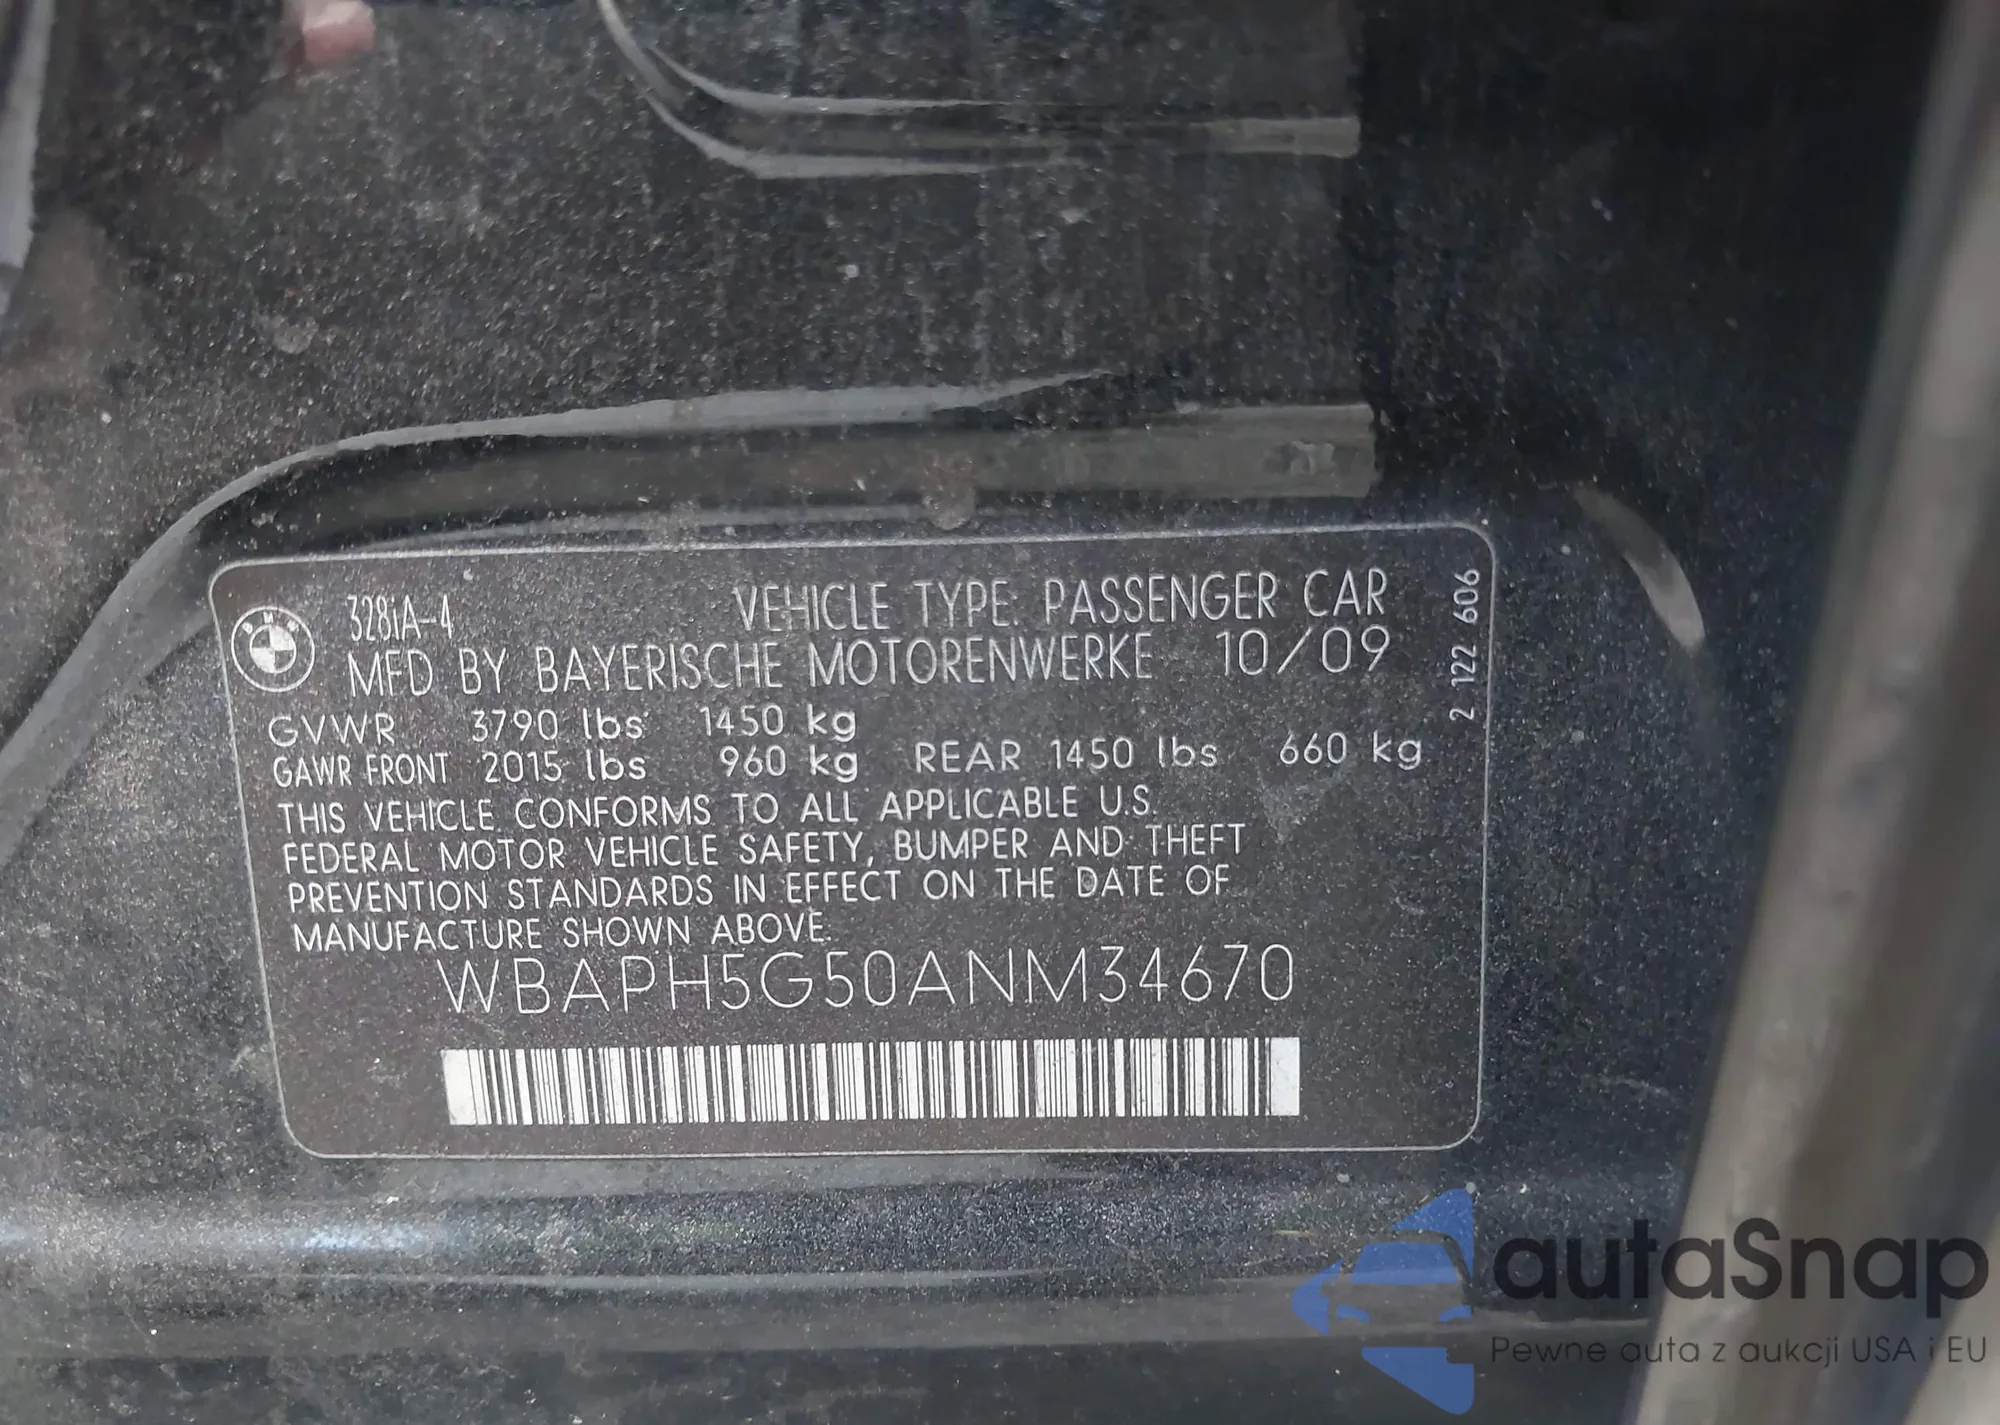 BMW
328iA-4 VEHICLE TYPE: PASSENGER CAR
MFD BY BAYERISCHE MOTORENWERKE 10/09
GVWR 3790 lbs 1450 kg
GAWR FRONT 2015 lbs 960 kg REAR 1450 lbs 660 kg
THIS VEHICLE CONFORMS TO ALL APPLICABLE U.S.
FEDERAL MOTOR VEHICLE SAFETY, BUMPER AND THEFT
PREVENTION STANDARDS IN EFFECT ON THE DATE OF
MANUFACTURE SHOWN ABOVE.
WBAPH5G50ANM34670
2 122 606
autaSnap
Pewne auta z aukcji USA i EU